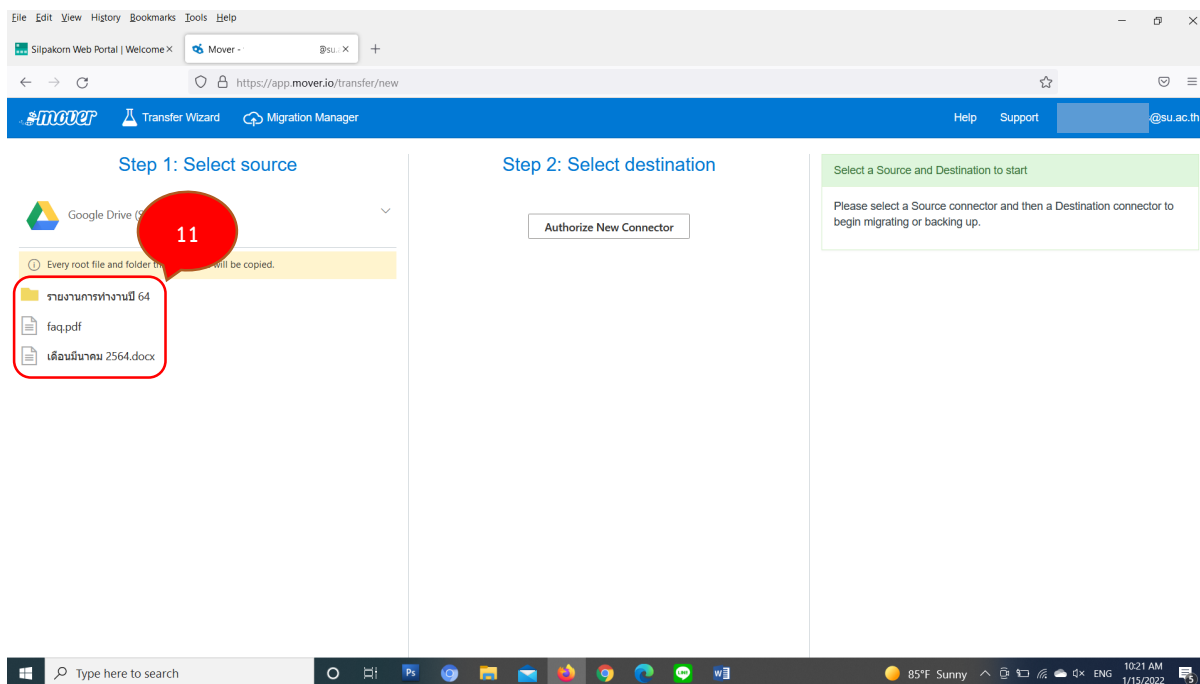 File Edit View History Bookmarks Tools Help
Silpakorn Web Portal | Welcome
Mover -
@su.
https://app.mover.io/transfer/new
mover
Transfer Wizard
Migration Manager
Help
Support
@su.ac.th
Step 1: Select source
Google Drive
11
Every root file and folder will be copied.
รายงานการทำงานปี 64
faq.pdf
เดือนมีนาคม 2564.docx
Step 2: Select destination
Authorize New Connector
Select a Source and Destination to start
Please select a Source connector and then a Destination connector to
begin migrating or backing up.
Type here to search
Ps
LINE
W
85°F Sunny
ENG
10:21 AM
1/15/2022
5